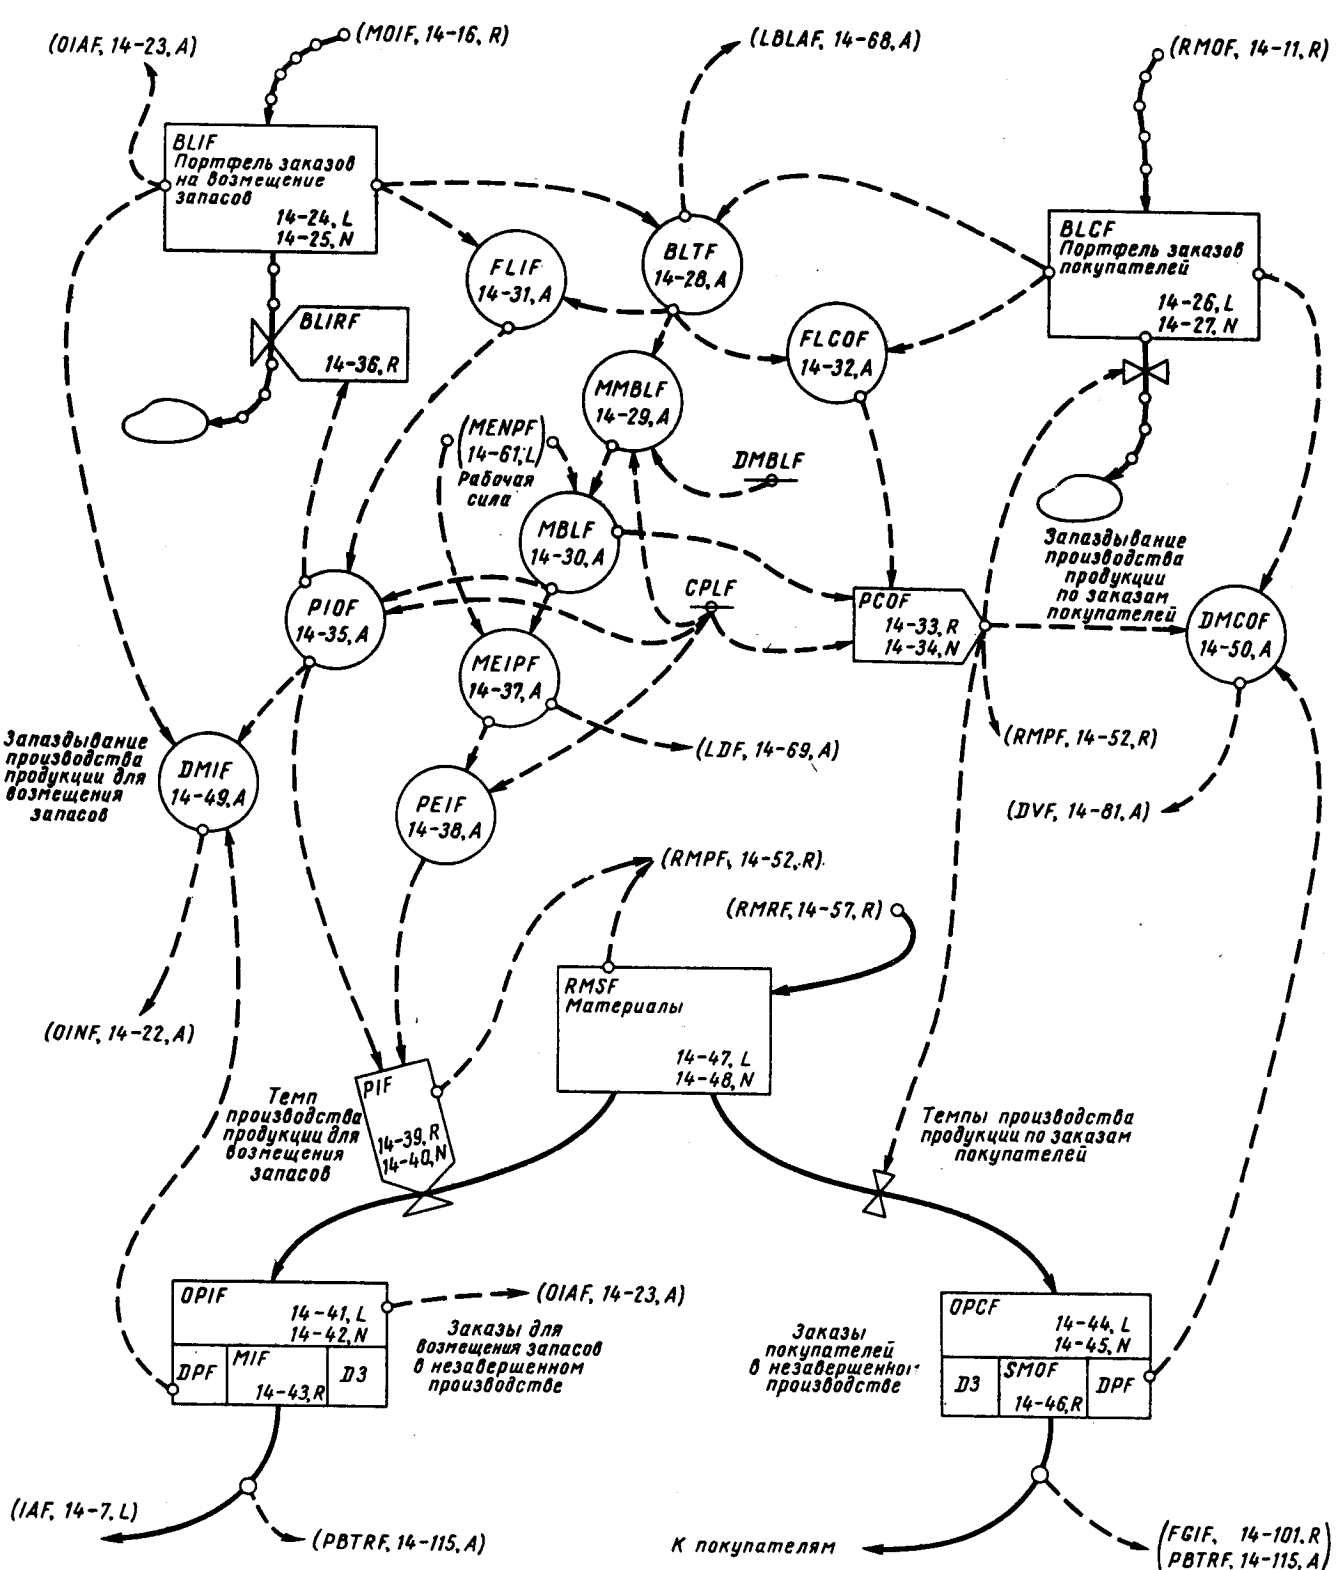 (OIAF, 14-23, A)
(MOIF, 14-16, R)
(LBLAF, 14-68, A)
(RMOF, 14-11, R)
BLIF
Портфель заказов
на возмещение
запасов
14-24, L
14-25, N
BLTF
14-28, A
BLCF
Портфель заказов
покупателей
14-26, L
14-27, N
FLIF
14-31, A
BLIRF
14-36, R
FLCOF
14-32, A
MMBLF
14-29, A
(MENPF)
14-61, L)
Рабочая
сила
DMBLF
MBLF
14-30, A
Запаздывание
производства
продукции
по заказам
покупателей
CPLF
PIOF
14-35, A
PCOF
14-33, R
14-34, N
DMCOF
14-50, A
MEIPF
14-37, A
Запаздывание
производства
продукции для
возмещения
запасов
DMIF
14-49, A
(LDF, 14-69, A)
(RMPF, 14-52, R)
PEIF
14-38, A
(DVF, 14-81, A)
(RMPF, 14-52, R)
(RMRF, 14-57, R)
RMSF
Материалы
14-47, L
14-48, N
(OINF, 14-22, A)
PIF
14-39, R
14-40, N
Темп
производства
продукции для
возмещения
запасов
Темпы производства
продукции по заказам
покупателей
OPIF
14-41, L
14-42, N
DPF
MIF
14-43, R
D3
(OIAF, 14-23, A)
Заказы для
возмещения запасов
в незавершенном
производстве
Заказы
покупателей
в незавершенно
производстве
OPCF
14-44, L
14-45, N
D3
SMOF
14-46, R
DPF
(IAF, 14-7, L)
(PBTRF, 14-115, A)
К покупателям
(FGIF, 14-101, R)
(PBTRF, 14-115, A)